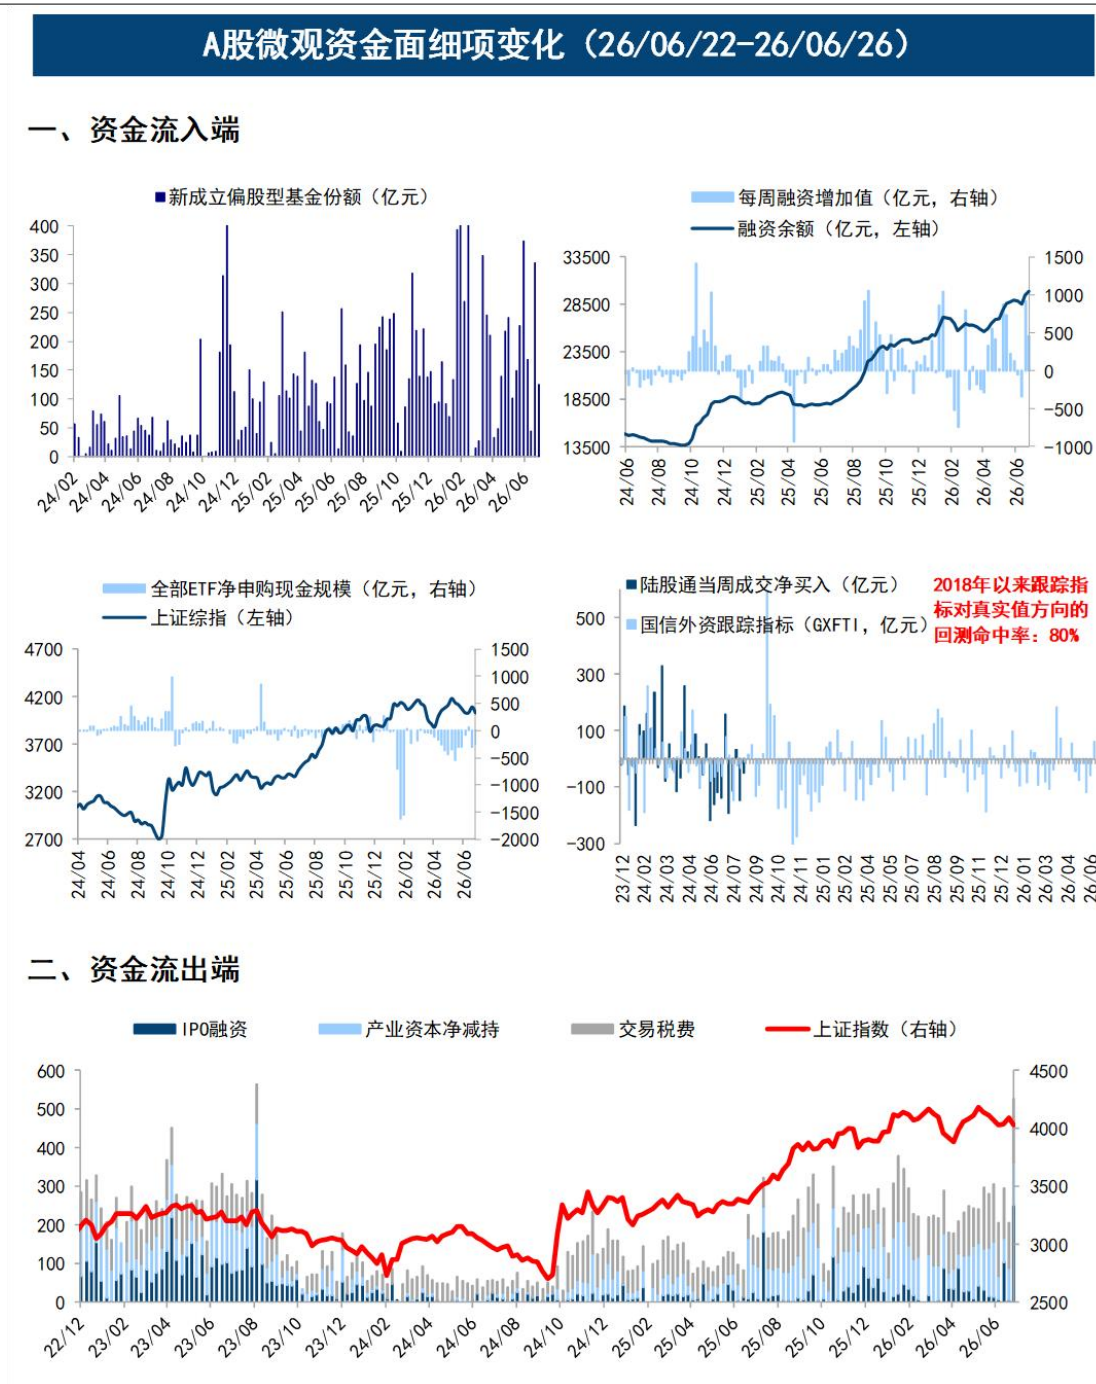 A股微观资金面细项变化（26/06/22-26/06/26）
一、资金流入端
新成立偏股型基金份额（亿元）
400
350
300
250
200
150
100
50
0
24/02 24/04 24/06 24/08 24/10 24/12 25/02 25/04 25/06 25/08 25/10 25/12 26/02 26/04 26/06
每周融资增加值（亿元，右轴）
融资余额（亿元，左轴）
33500 1500
28500 1000
500
23500 0
18500 -500
13500 -1000
24/06 24/08 24/10 24/12 25/02 25/04 25/06 25/08 25/10 25/12 26/02 26/04 26/06
全部ETF净申购现金规模（亿元，右轴）
上证综指（左轴）
4700 1500
1000
4200 500
0
3700 -500
3200 -1000
-1500
2700 -2000
24/04 24/06 24/08 24/10 24/12 25/02 25/04 25/06 25/08 25/10 25/12 26/02 26/04 26/06
陆股通当周成交净买入（亿元）
国信外资跟踪指标（GXFTI，亿元）
2018年以来跟踪指
标对真实值方向的
回测命中率：80%
500
300
100
-100
-300
23/12 24/02 24/03 24/04 24/06 24/07 24/09 24/10 24/11 25/01 25/02 25/04 25/05 25/07 25/08 25/09 25/11 25/12 26/01 26/03 26/04 26/06
二、资金流出端
IPO融资 产业资本净减持 交易税费 上证指数（右轴）
600 4500
500
4000
400
300 3500
200
3000
100
0 2500
22/12 23/02 23/04 23/06 23/08 23/10 23/12 24/02 24/04 24/06 24/08 24/10 24/12 25/02 25/04 25/06 25/08 25/10 25/12 26/02 26/04 26/06